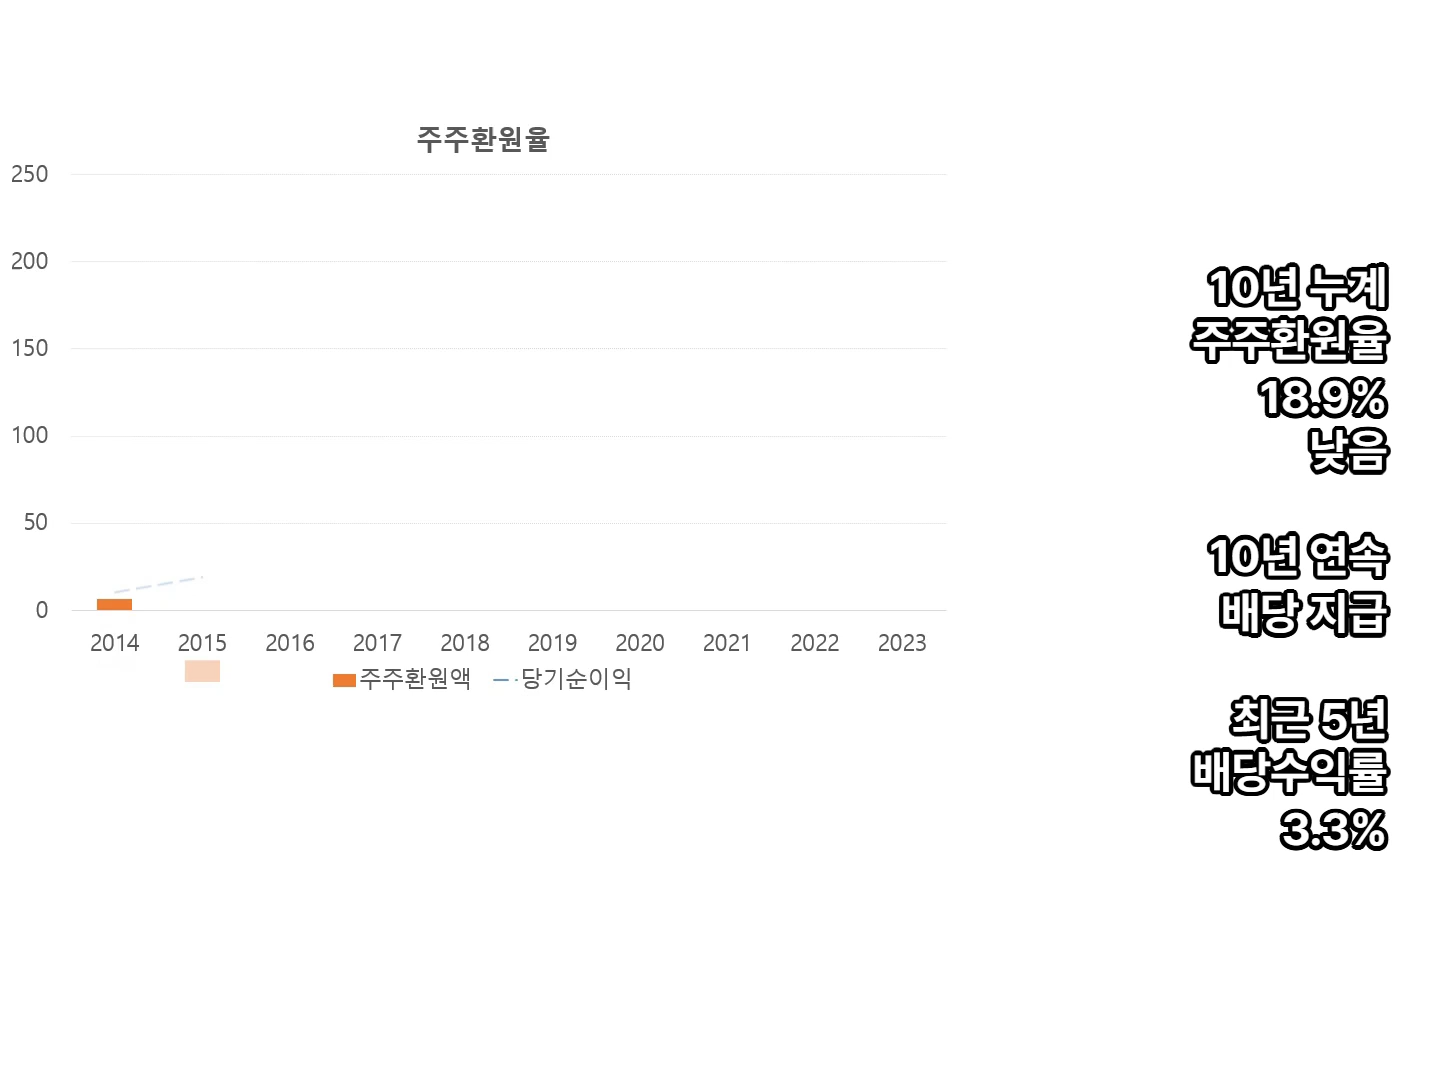 주주환원율
250
200
150
100
50
0
2014 2015 2016 2017 2018 2019 2020 2021 2022 2023
주주환원액 당기순이익
10년 누계
주주환원율
18.9%
낮음
10년 연속
배당 지급
최근 5년
배당수익률
3.3%